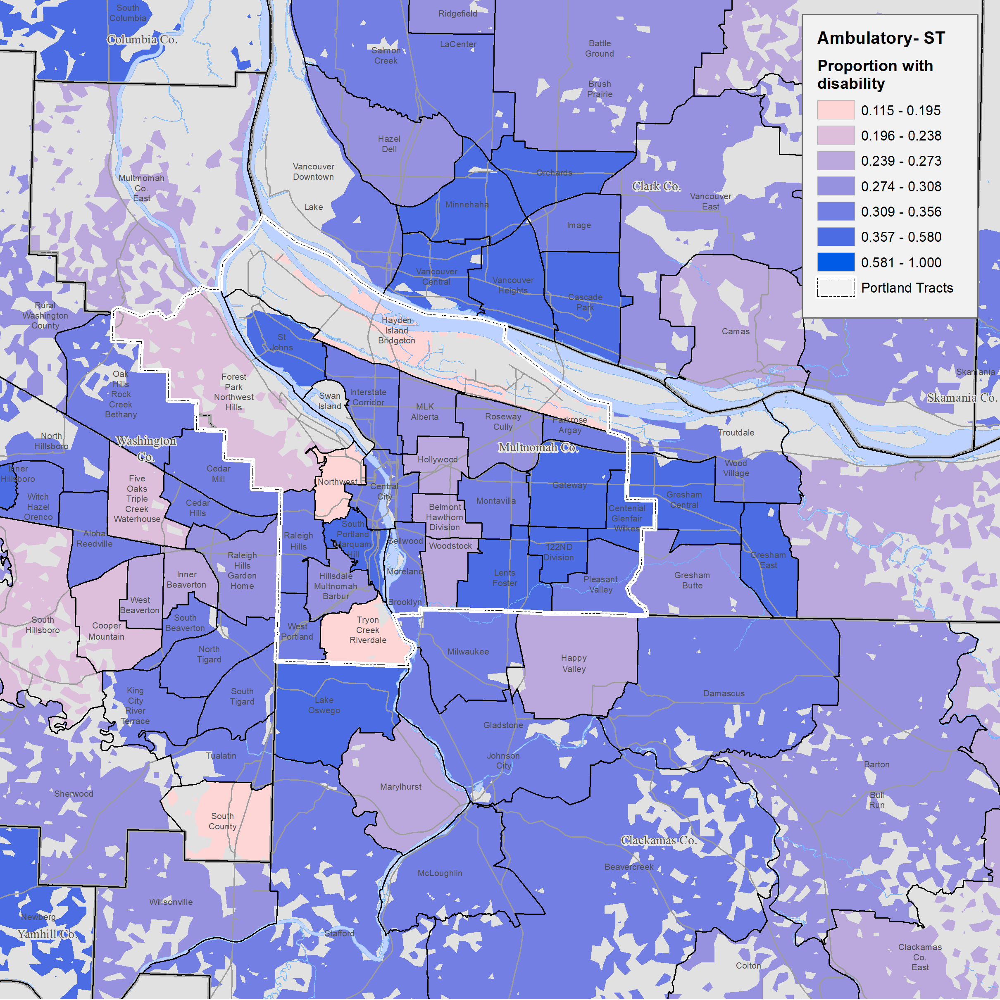 South
Columbia
Columbia Co.
Ridgefield
LaCenter
Salmon
Creek
Battle
Ground
Brush
Prairie
Ambulatory- ST
Proportion with
disability
0.115 - 0.195
0.196 - 0.238
0.239 - 0.273
0.274 - 0.308
0.309 - 0.356
0.357 - 0.580
0.581 - 1.000
Portland Tracts
Hazel
Dell
Vancouver
Downtown
Orchards
Multmomah
Co.
East
Clark Co.
Vancouver
East
Lake
Minnehaha
Image
Vancouver
Central
Vancouver
Heights
Cascade
Park
Rural
Washington
County
Hayden
Island
Bridgeton
Camas
St
Johns
Oak
Hills
Rock
Creek
Bethany
Forest
Park
Northwest
Hills
Swan
Island
Interstate
Corridor
MLK
Alberta
Roseway
Cully
Parkrose
Argay
Troutdale
Skamania
Skamania Co.
North
Hillsboro
Washington
Co.
Multnomah Co.
Hollywood
Inner
Hillsboro
Cedar
Mill
Five
Oaks
Triple
Creek
Waterhouse
Northwest
Central
City
Gateway
Wood
Village
Witch
Hazel
Orenco
Cedar
Hills
Belmont
Hawthorn
Division
Montavilla
Centenial
Glenfair
Wilkes
Gresham
Central
Aloha
Reedville
Raleigh
Hills
South
Portland
Marquam
Hill
Sellwood
Woodstock
122ND
Division
Gresham
East
Raleigh
Hills
Garden
Home
Inner
Beaverton
Hillsdale
Multnomah
Barbur
Moreland
Lents
Foster
Pleasant
Valley
Gresham
Butte
West
Beaverton
Brooklyn
South
Hillsboro
Cooper
Mountain
South
Beaverton
West
Portland
Tryon
Creek
Riverdale
North
Tigard
Milwaukee
Happy
Valley
King
City
River
Terrace
South
Tigard
Lake
Oswego
Damascus
Gladstone
Tualatin
Johnson
City
Barton
Sherwood
Marylhurst
Bull
Run
South
County
Clackamas Co.
Beavercreek
McLoughlin
Willsonville
Newberg
Yamhill Co.
Stafford
Colton
Clackamas
Co.
East